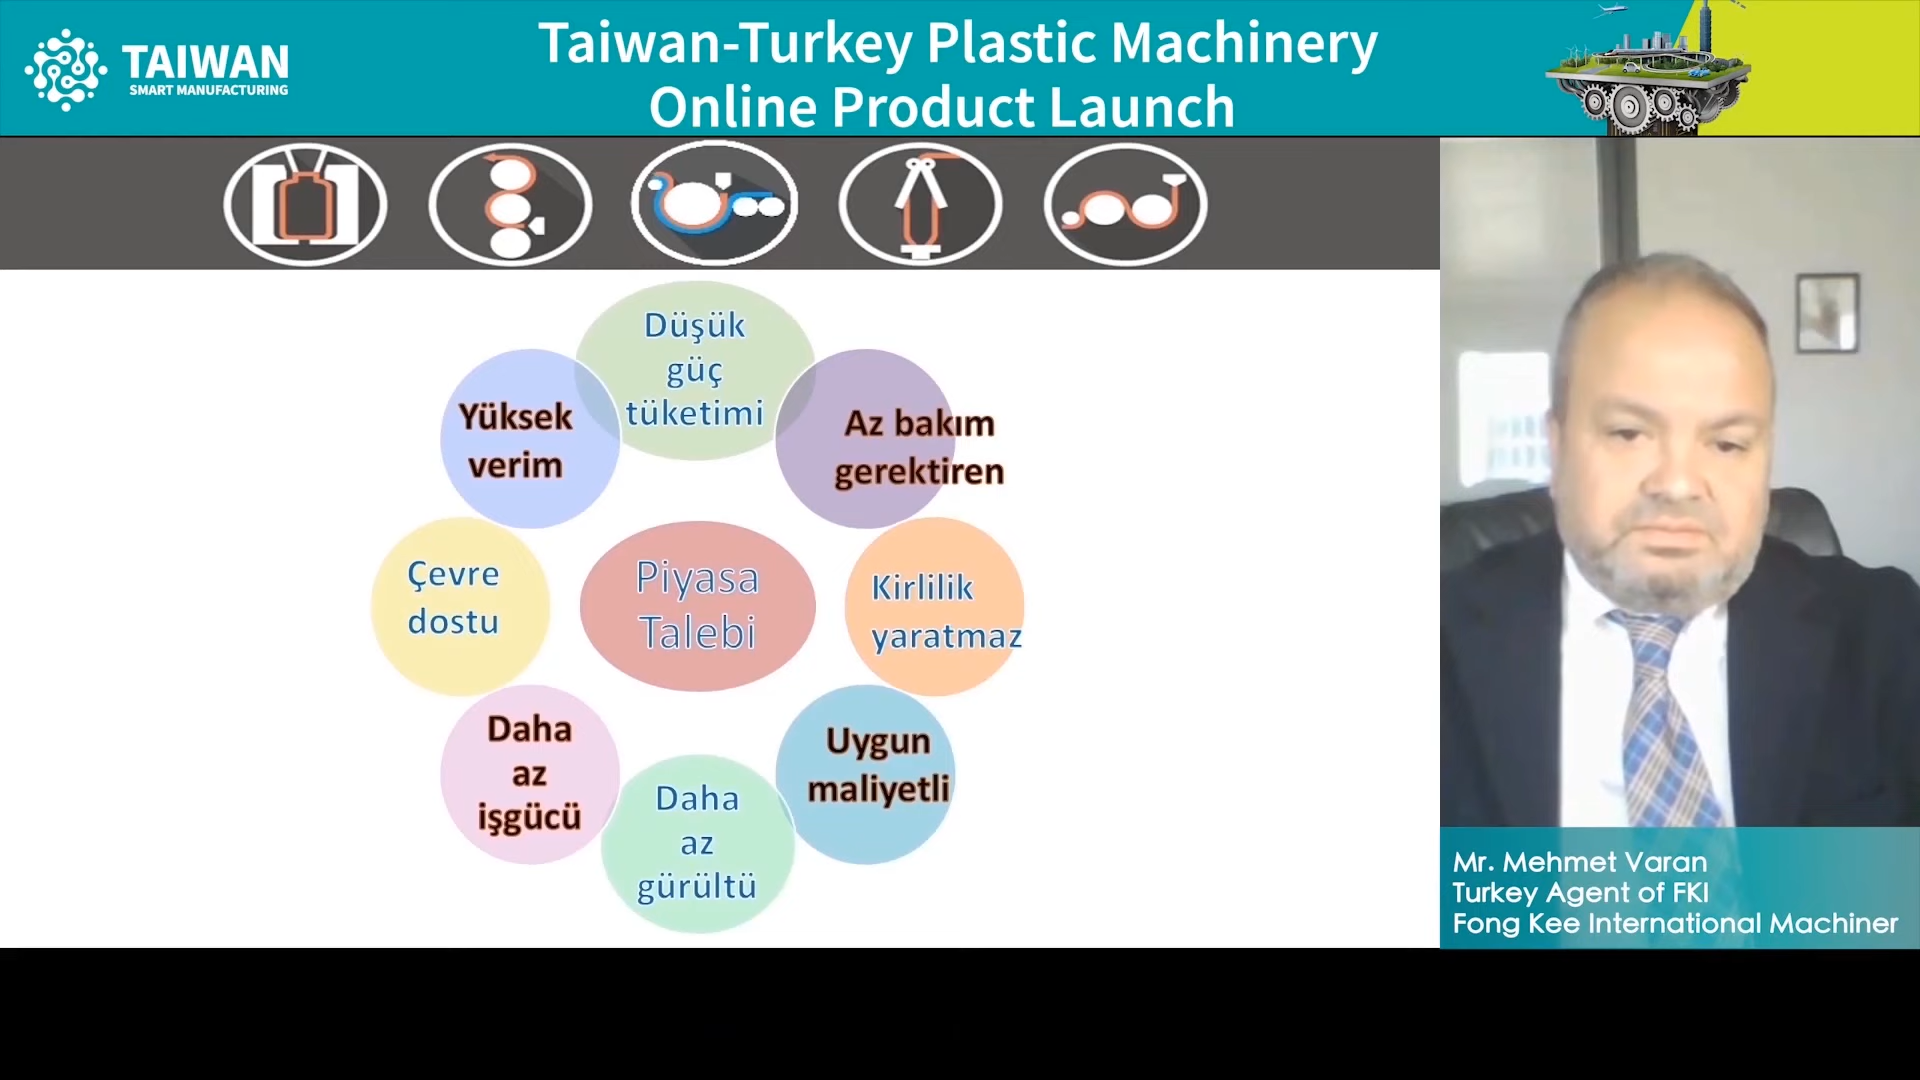 TAIWAN
SMART MANUFACTURING
Taiwan-Turkey Plastic Machinery
Online Product Launch
Düşük
güç
tüketimi
Yüksek
verim
Az bakım
gerektiren
Çevre
dostu
Piyasa
Talebi
Kirlilik
yaratmaz
Daha
az
işgücü
Daha
az
gürültü
Uygun
maliyetli
Mr. Mehmet Varan
Turkey Agent of FKI
Fong Kee International Machiner